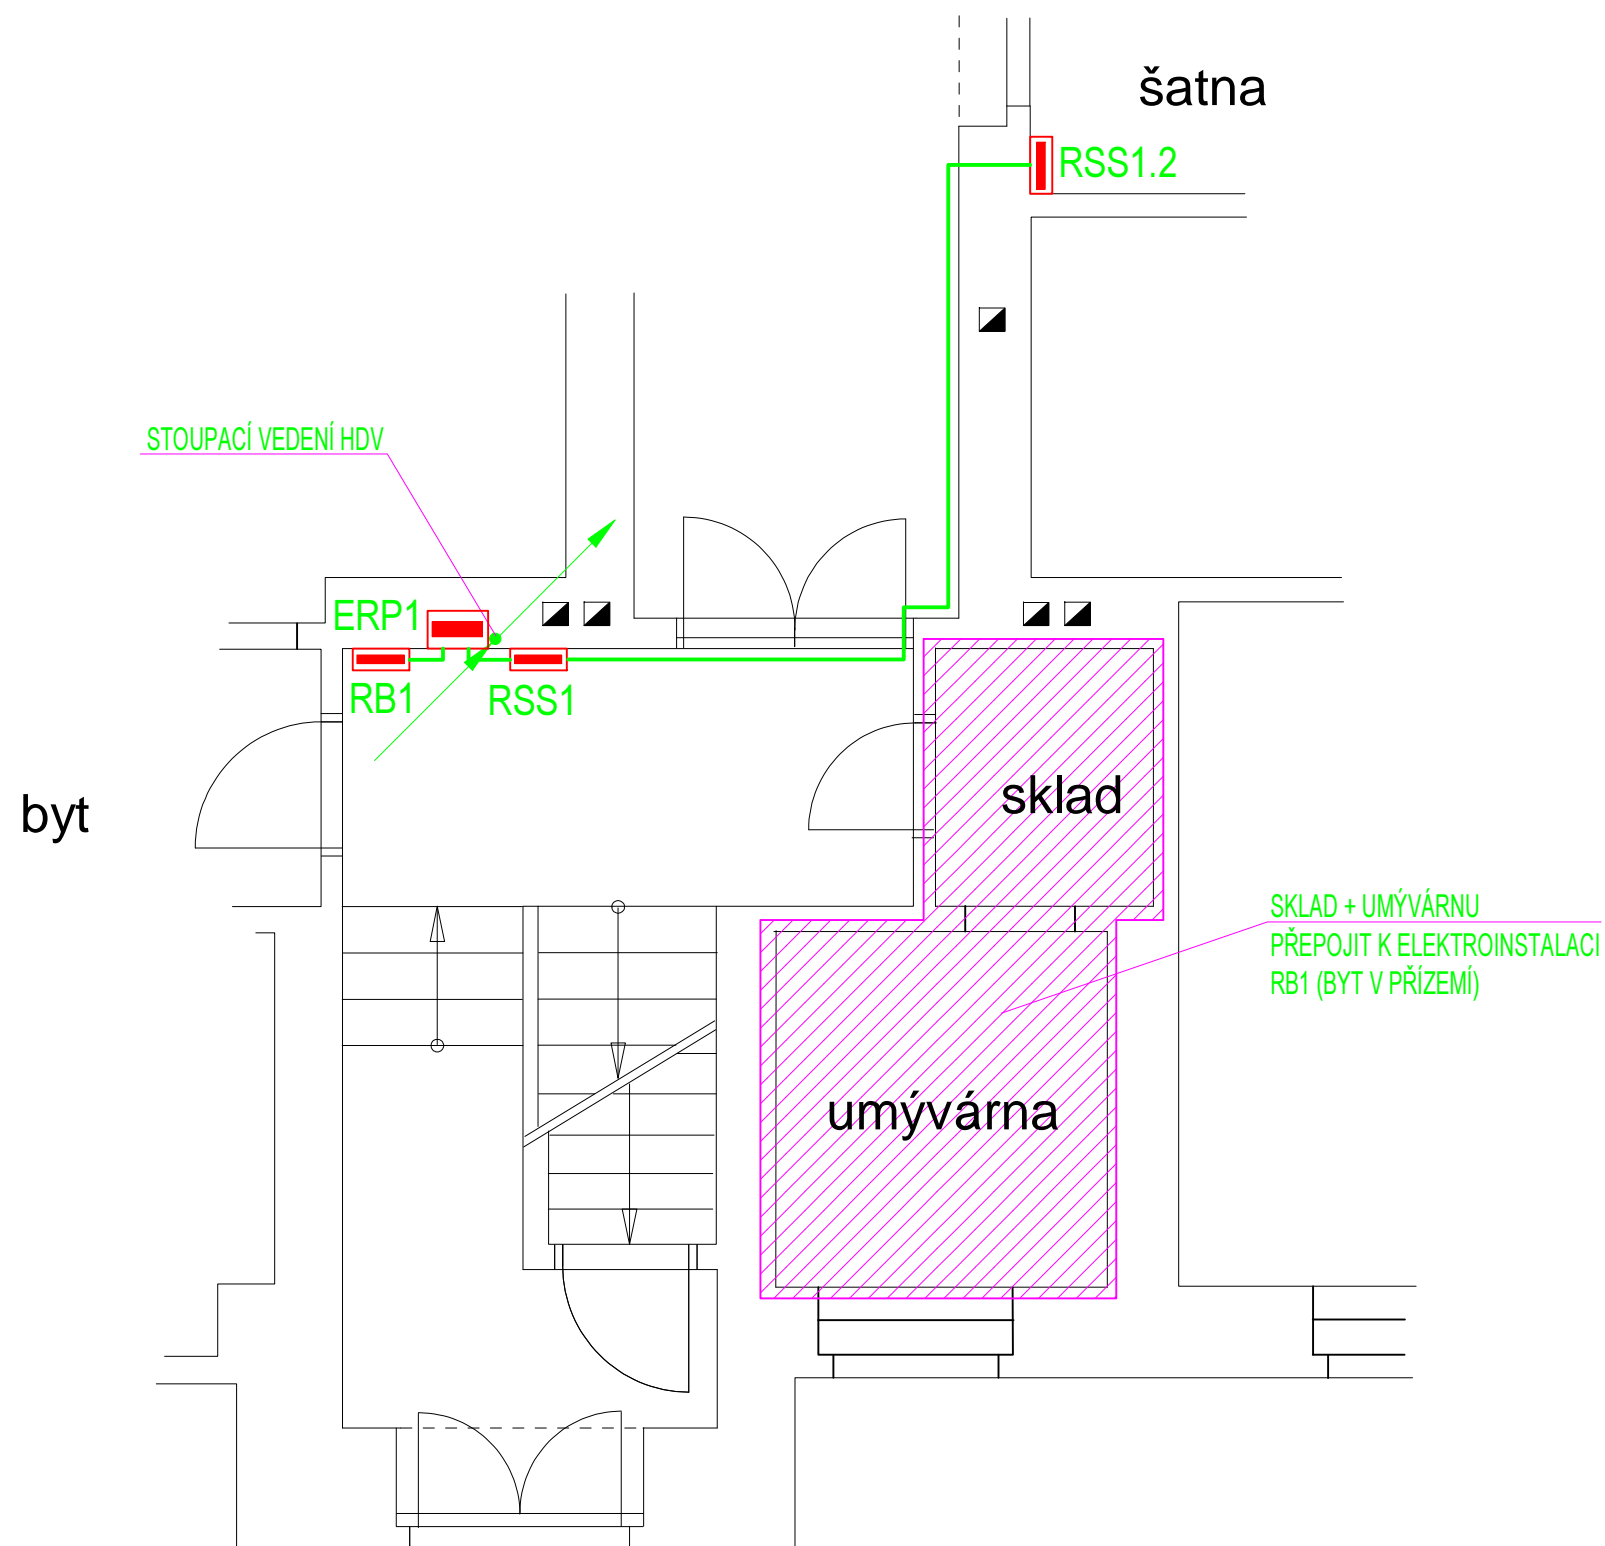 šatna
RSS1.2
STOUPACÍ VEDENÍ HDV
ERP1
RB1
RSS1
byt
sklad
SKLAD + UMÝVÁRNU
PŘEPOJIT K ELEKTROINSTALACI
RB1 (BYT V PŘÍZEMÍ)
umývárna